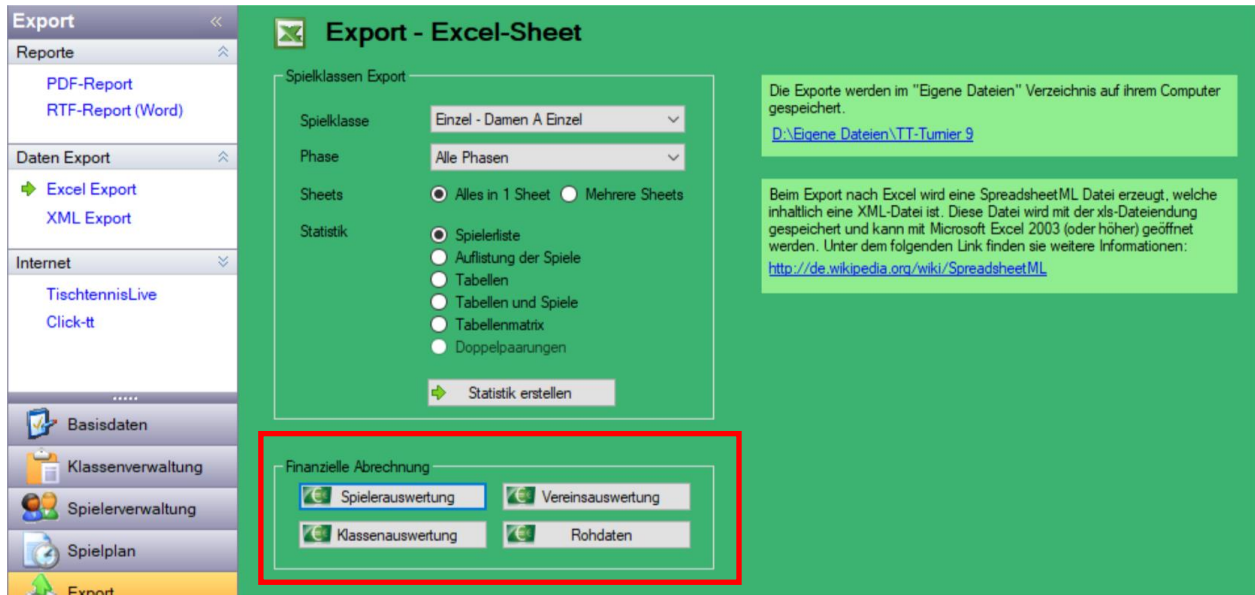 Export
Reporte
PDF-Report
RTF-Report (Word)
Daten Export
Excel Export
XML Export
Internet
TischtennisLive
Click-tt
Basisdaten
Klassenverwaltung
Spielerverwaltung
Spielplan
Export
Export - Excel-Sheet
Spielklassen Export
Spielklasse Einzel - Damen A Einzel
Phase Alle Phasen
Sheets Alles in 1 Sheet Mehrere Sheets
Statistik Spielerliste
Auflistung der Spiele
Tabellen
Tabellen und Spiele
Tabellenmatrix
Doppelpaarungen
Statistik erstellen
Finanzielle Abrechnung
Spielerauswertung Vereinsauswertung
Klassenauswertung Rohdaten
Die Exporte werden im "Eigene Dateien" Verzeichnis auf ihrem Computer
gespeichert.
D:\Eigene Dateien\TT-Turnier 9
Beim Export nach Excel wird eine SpreadsheetML Datei erzeugt, welche
inhaltlich eine XML-Datei ist. Diese Datei wird mit der xls-Dateiendung
gespeichert und kann mit Microsoft Excel 2003 (oder höher) geöffnet
werden. Unter dem folgenden Link finden sie weitere Informationen:
http://de.wikipedia.org/wiki/SpreadsheetML